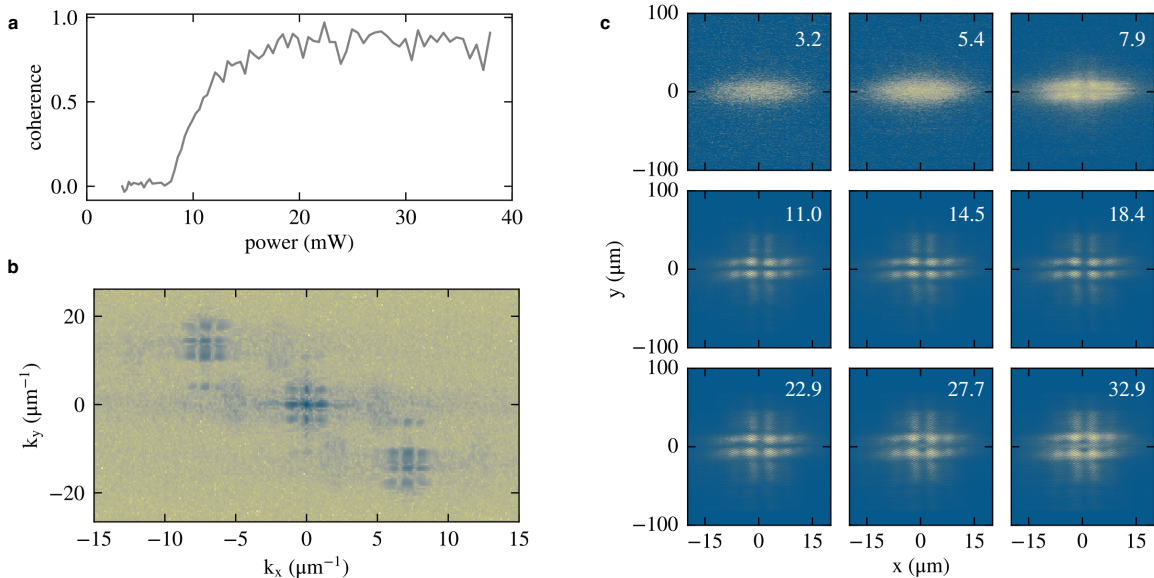 a
coherence
1.0
0.5
0.0
0 10 20 30 40
power (mW)
b
k_y (μm⁻¹)
20
0
−20
−15 −10 −5 0 5 10 15
k_x (μm⁻¹)
c
y (μm)
100
0
−100
3.2 5.4 7.9
100
0
−100
11.0 14.5 18.4
100
0
−100
22.9 27.7 32.9
−15 0 15 −15 0 15 −15 0 15
x (μm)